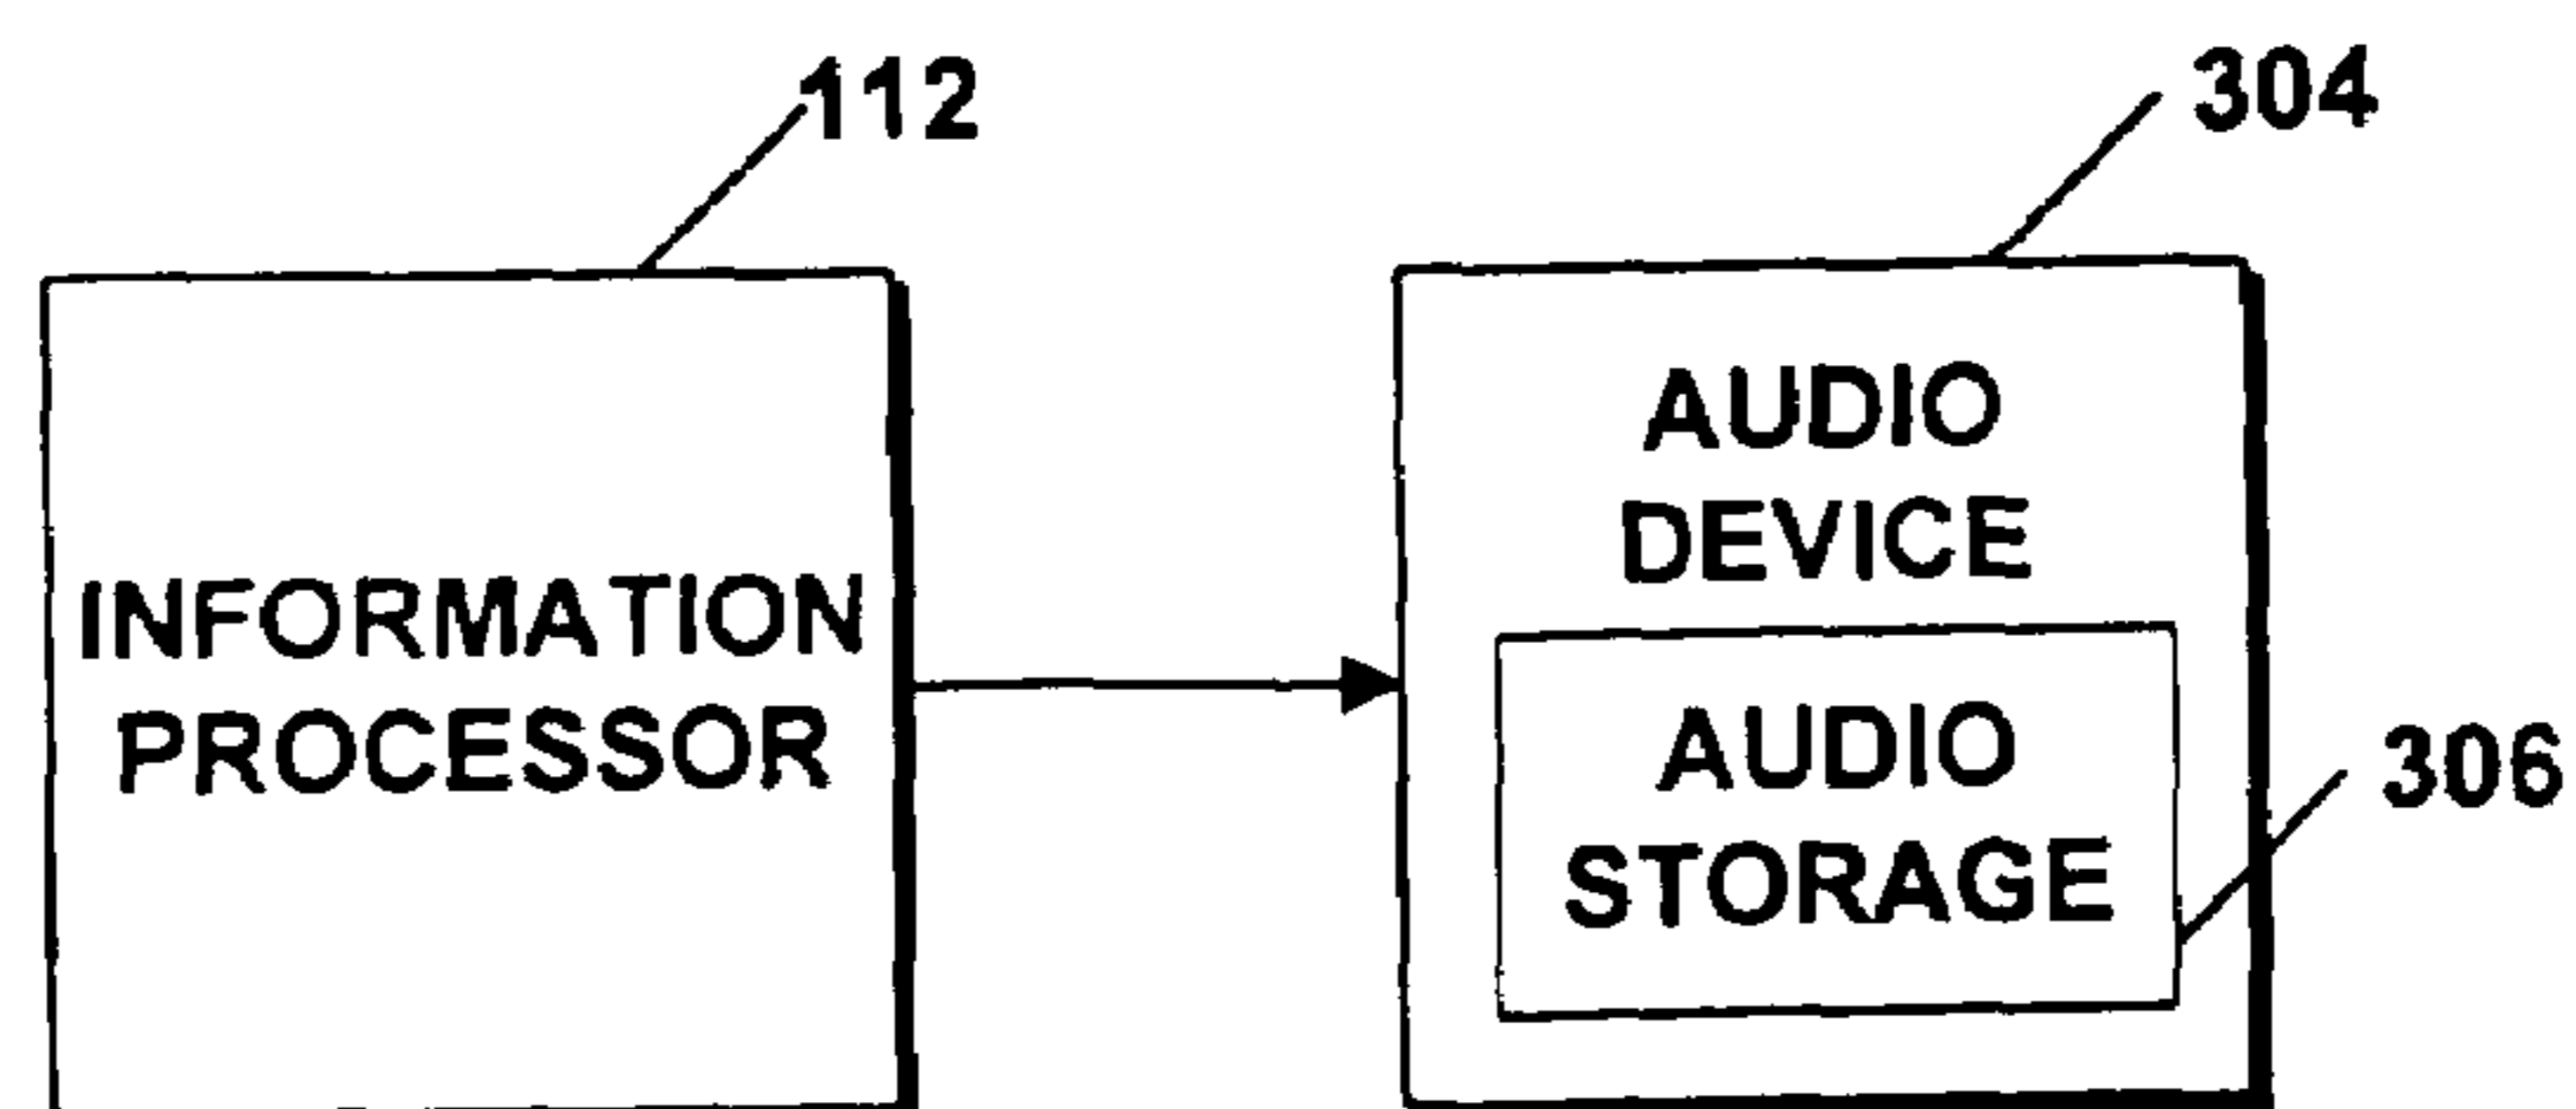 112
304
INFORMATION
PROCESSOR
AUDIO
DEVICE
AUDIO
STORAGE
306